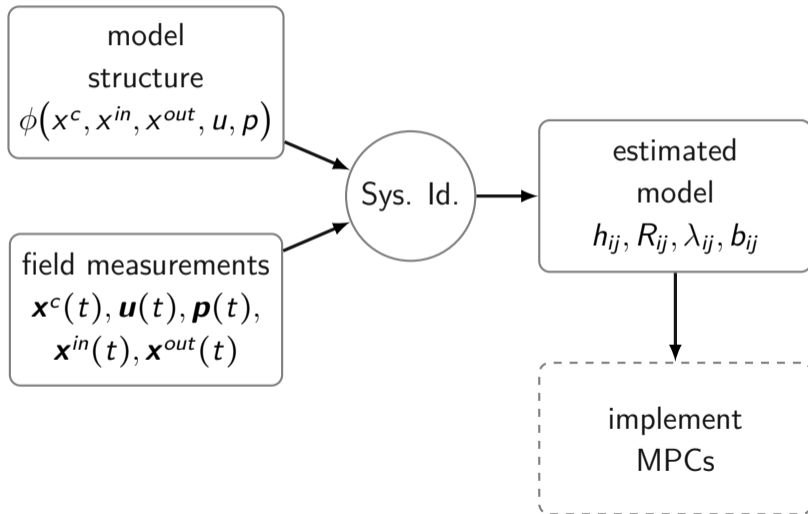 model
structure
ϕ(x^c, x^in, x^out, u, p)
field measurements
x^c(t), u(t), p(t),
x^in(t), x^out(t)
Sys. Id.
estimated
model
h_ij, R_ij, λ_ij, b_ij
implement
MPCs